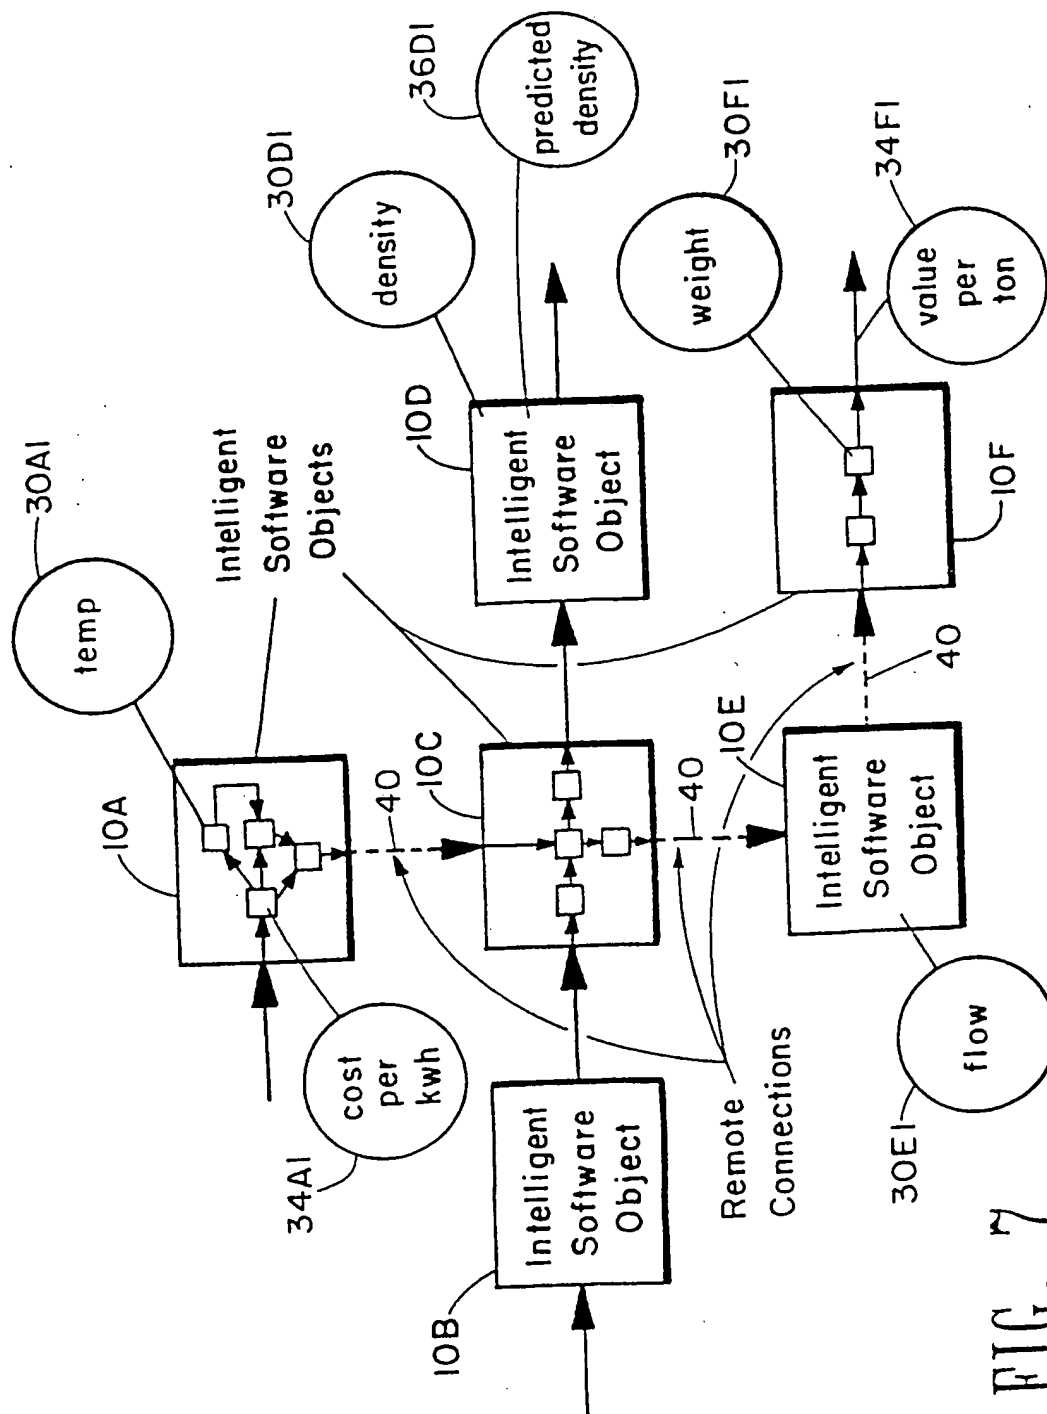 30A1
temp
10A
Intelligent
Software
Objects
30D1
density
34A1
cost
per
kwh
40
36D1
10B
10C
10D
Intelligent
Software
Object
Intelligent
Software
Object
predicted
density
40
weight
30F1
Remote
Connections
10E
Intelligent
Software
Object
40
34F1
value
per
ton
30E1
flow
10F
FIG. 7